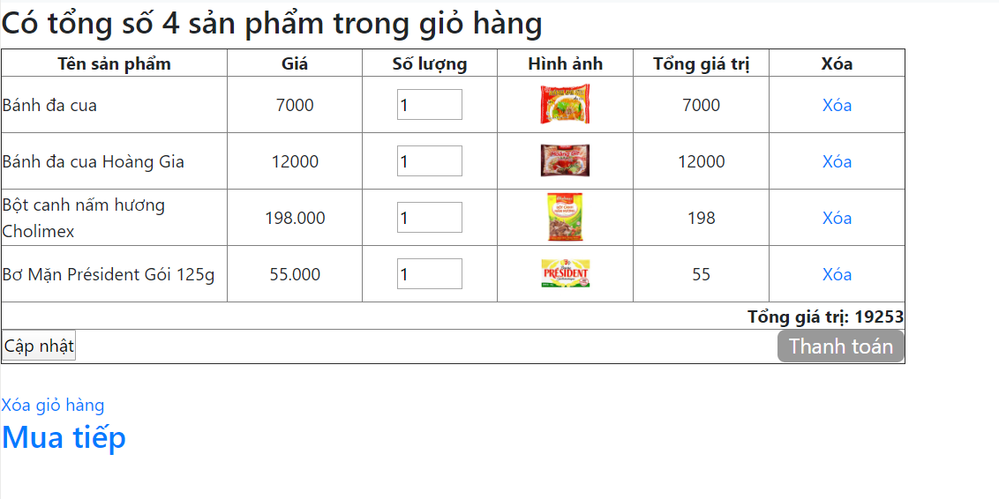 Có tổng số 4 sản phẩm trong giỏ hàng
Tên sản phẩm Giá Số lượng Hình ảnh Tổng giá trị Xóa
Bánh đa cua 7000 1 7000 Xóa
Bánh đa cua Hoàng Gia 12000 1 Hoàng Gia 12000 Xóa
Bột canh nấm hương
Cholimex 198.000 1 BỘT CANH NẤM HƯƠNG 198 Xóa
Bơ Mặn Président Gói 125g 55.000 1 PRÉSIDENT 55 Xóa
Tổng giá trị: 19253
Cập nhật Thanh toán
Xóa giỏ hàng
Mua tiếp